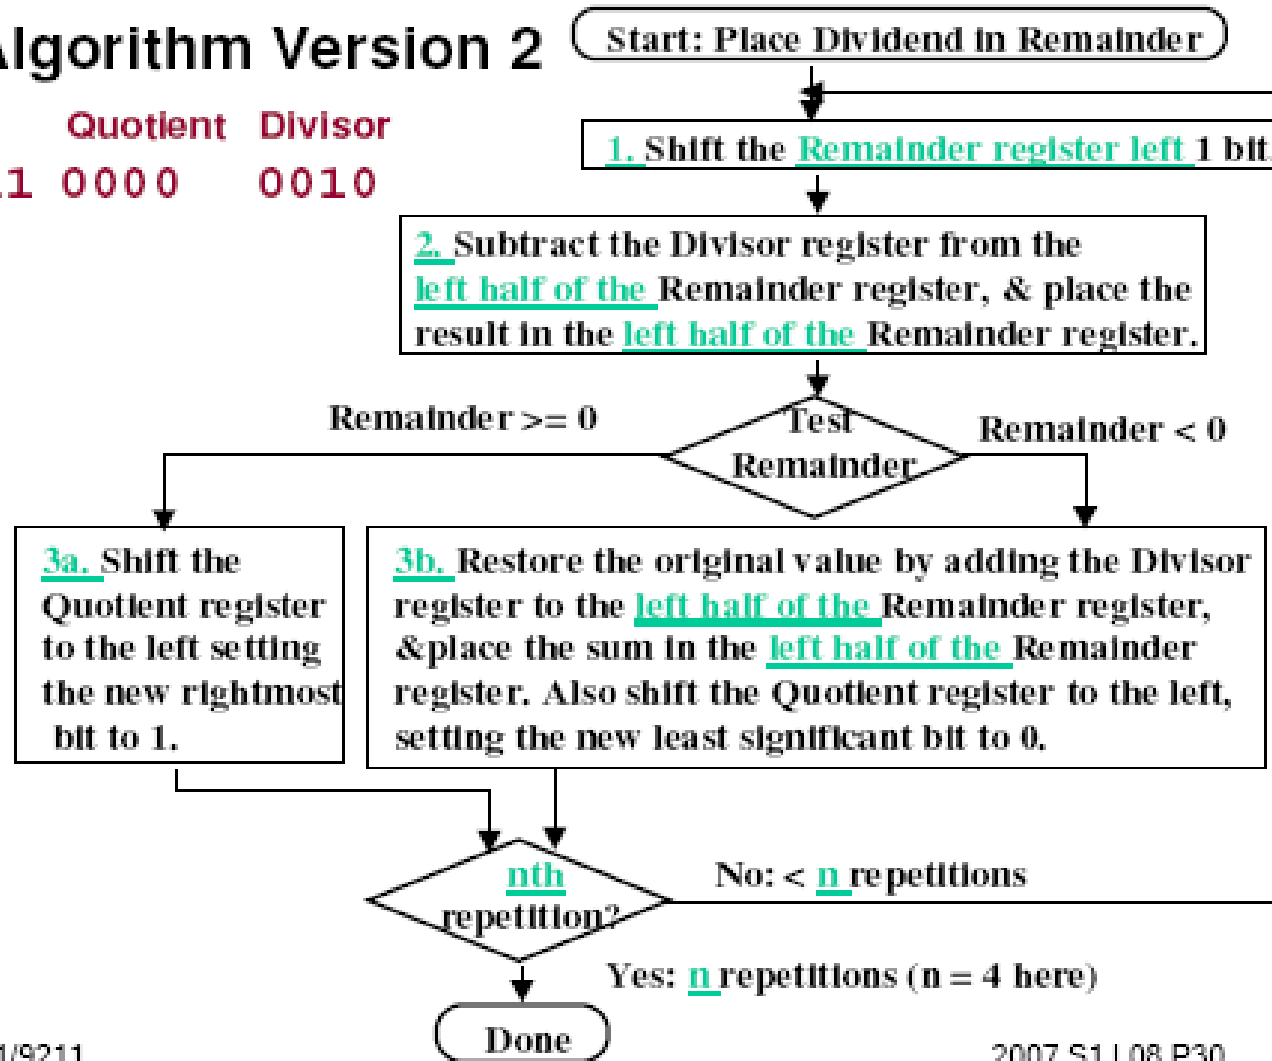 Algorithm Version 2
Start: Place Dividend in Remainder
Quotient Divisor
11 0000 0010
1. Shift the Remainder register left 1 bit.
2. Subtract the Divisor register from the
left half of the Remainder register, & place the
result in the left half of the Remainder register.
Remainder >= 0
Test
Remainder
Remainder < 0
3a. Shift the
Quotient register
to the left setting
the new rightmost
bit to 1.
3b. Restore the original value by adding the Divisor
register to the left half of the Remainder register,
&place the sum in the left half of the Remainder
register. Also shift the Quotient register to the left,
setting the new least significant bit to 0.
nth
repetition?
No: < n repetitions
Yes: n repetitions (n = 4 here)
Done
1/9211
2007 S1 L08 P30